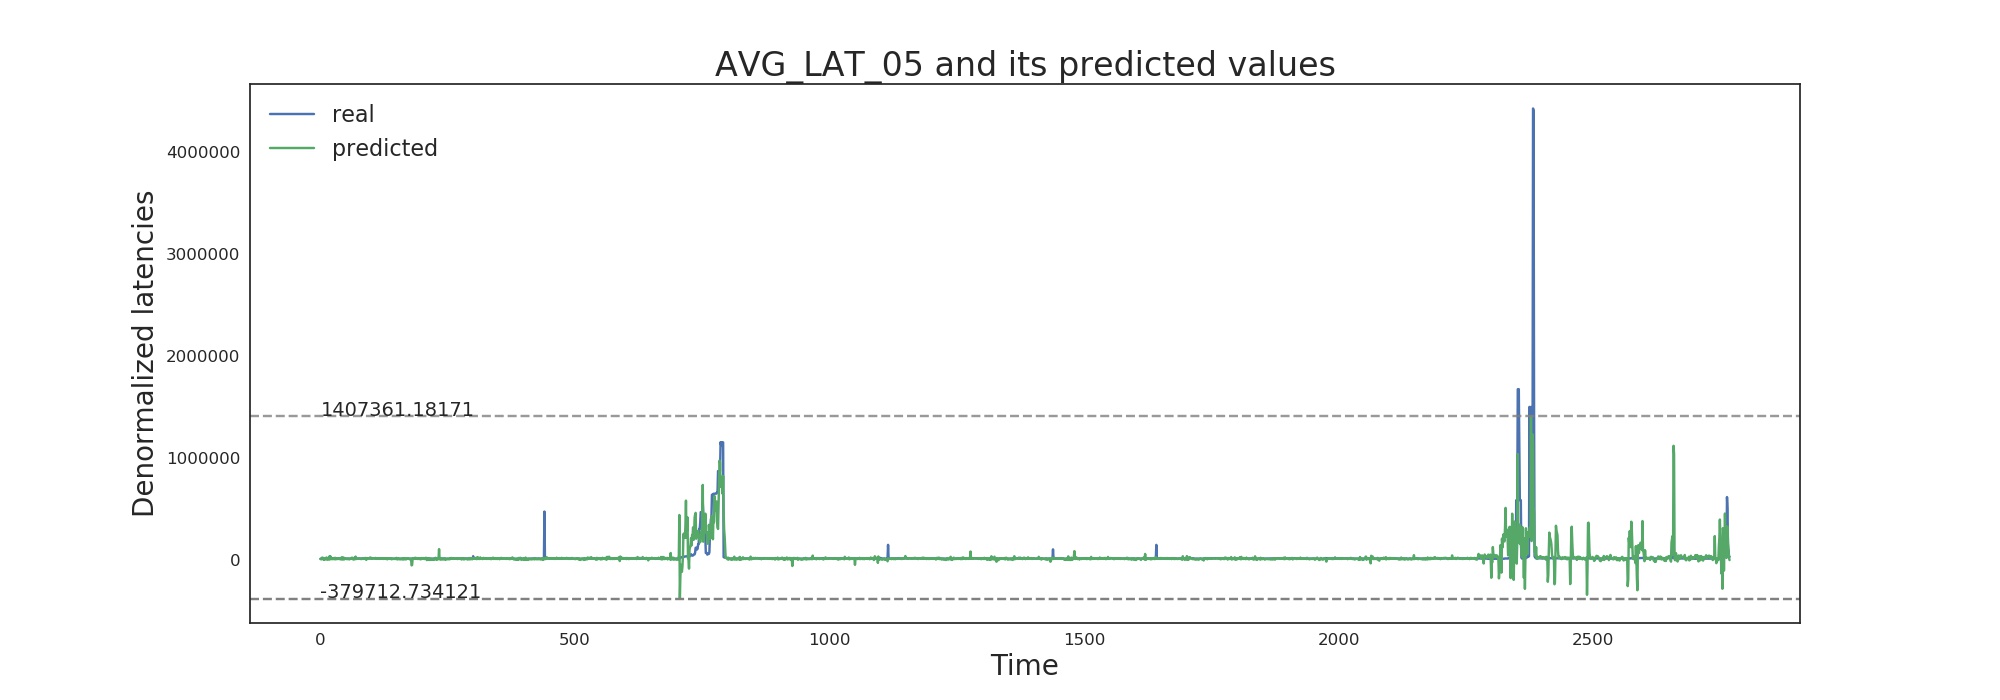 AVG_LAT_05 and its predicted values
real
predicted
Denormalized latencies
4000000
3000000
2000000
1407361.18171
1000000
0
-379712.734121
0 500 1000 1500 2000 2500
Time